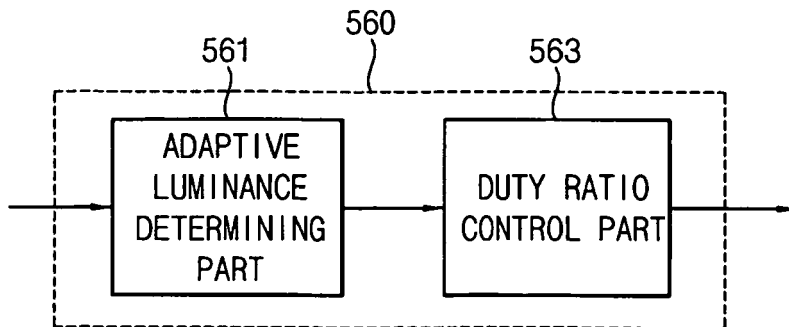 561
560
563
ADAPTIVE
LUMINANCE
DETERMINING
PART
DUTY RATIO
CONTROL PART